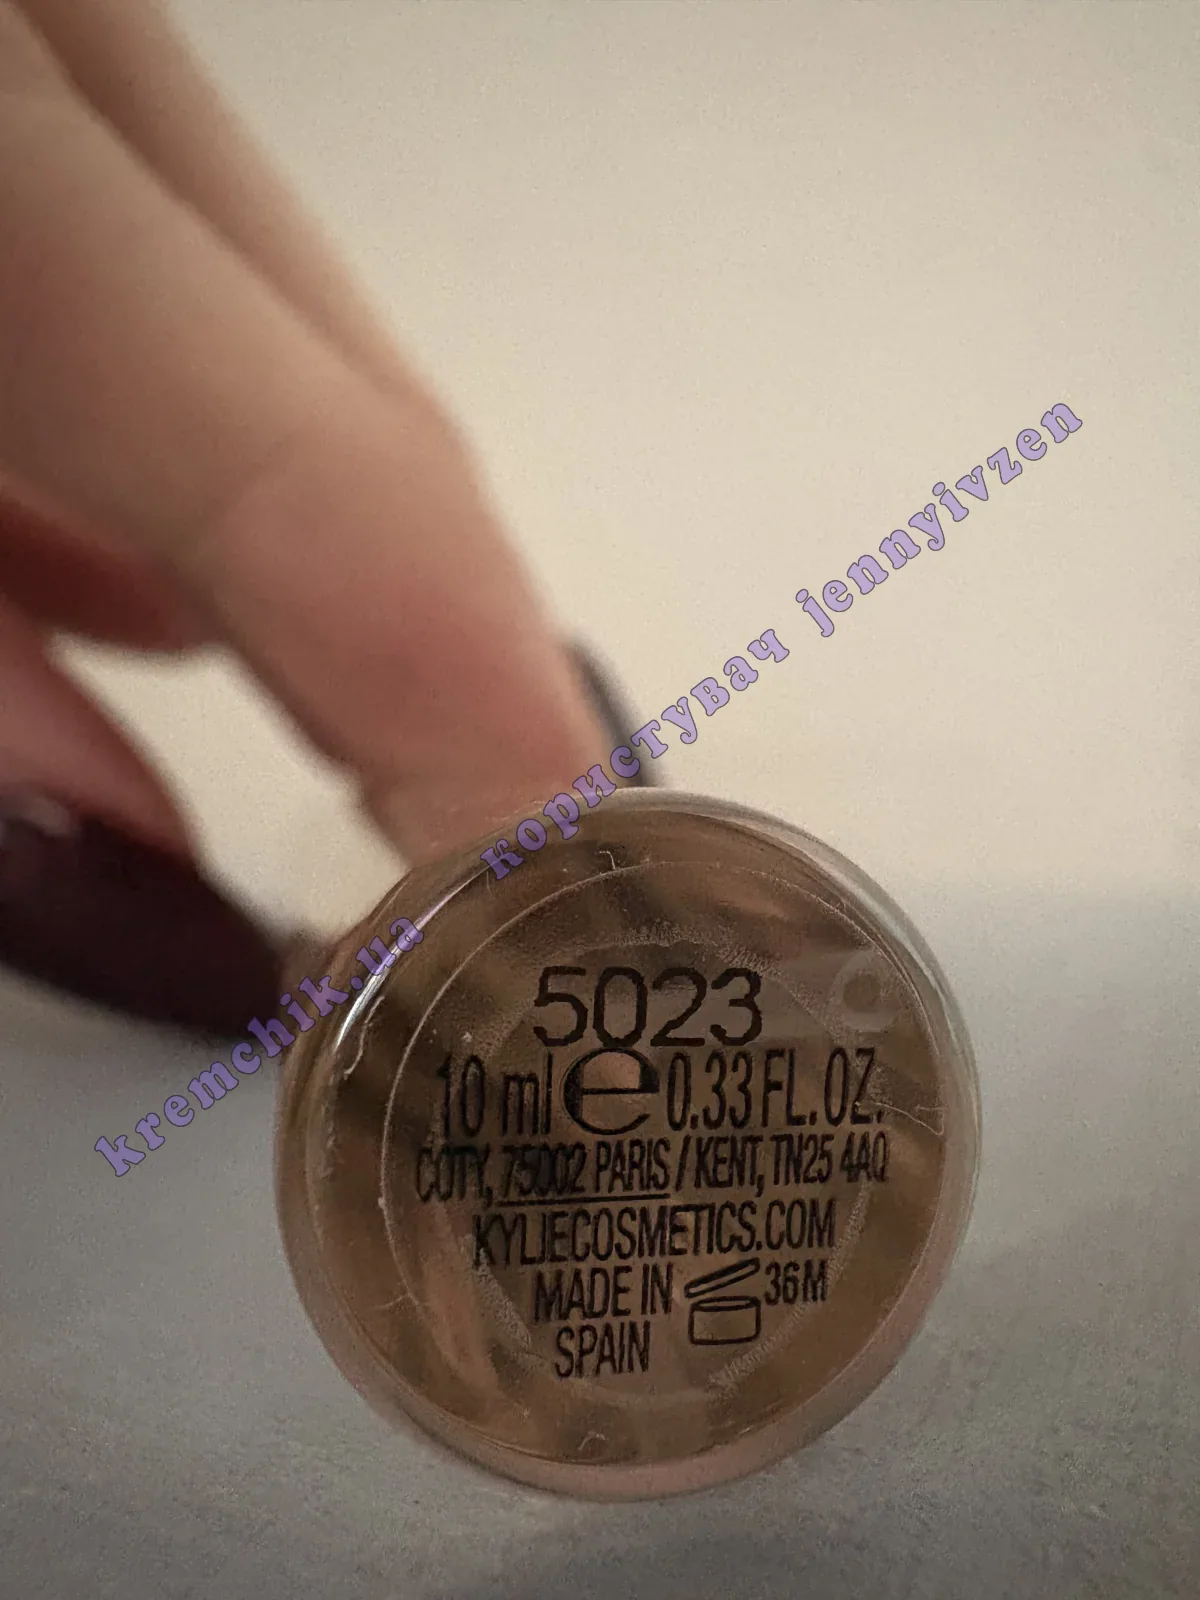 5023
10 ml e 0.33 FL. OZ.
COTY, 75002 PARIS / KENT, TN25 4AQ
KYLIECOSMETICS.COM
MADE IN 36M
SPAIN
kremchik.ua користувач jennyivzen